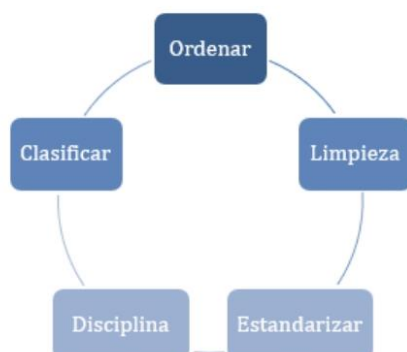 Ordenar
Clasificar
Limpieza
Disciplina
Estandarizar